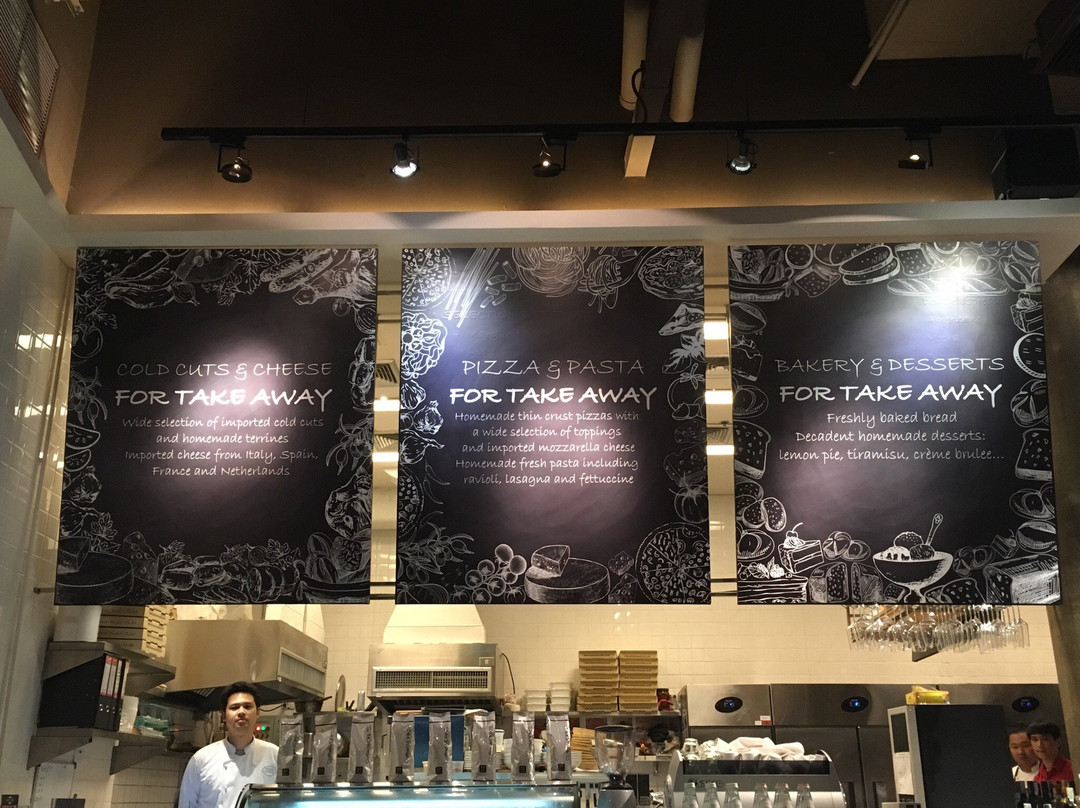 COLD CUTS & CHEESE
FOR TAKE AWAY
Wide selection of imported cold cuts
and homemade terrines
Imported cheese from Italy, Spain,
France and Netherlands
PIZZA & PASTA
FOR TAKE AWAY
Homemade thin crust pizzas with
a wide selection of toppings
and imported mozzarella cheese
Homemade fresh pasta including
ravioli, lasagna and fettuccine
BAKERY & DESSERTS
FOR TAKE AWAY
Freshly baked bread
Decadent homemade desserts:
lemon pie, tiramisu, crème brulee...